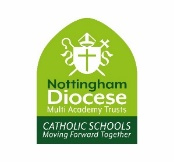 Nottingham
Diocese
Multi Academy Trusts
CATHOLIC SCHOOLS
Moving Forward Together